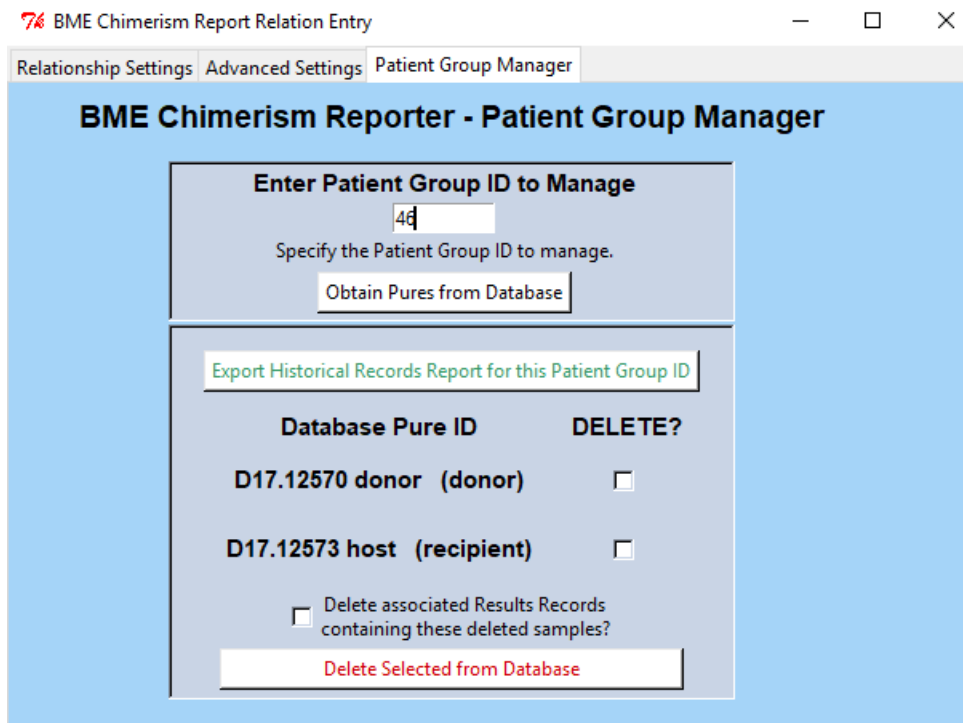 BME Chimerism Report Relation Entry
Relationship Settings Advanced Settings Patient Group Manager
BME Chimerism Reporter - Patient Group Manager
Enter Patient Group ID to Manage
46
Specify the Patient Group ID to manage.
Obtain Pures from Database
Export Historical Records Report for this Patient Group ID
Database Pure ID DELETE?
D17.12570 donor (donor)
D17.12573 host (recipient)
Delete associated Results Records
containing these deleted samples?
Delete Selected from Database